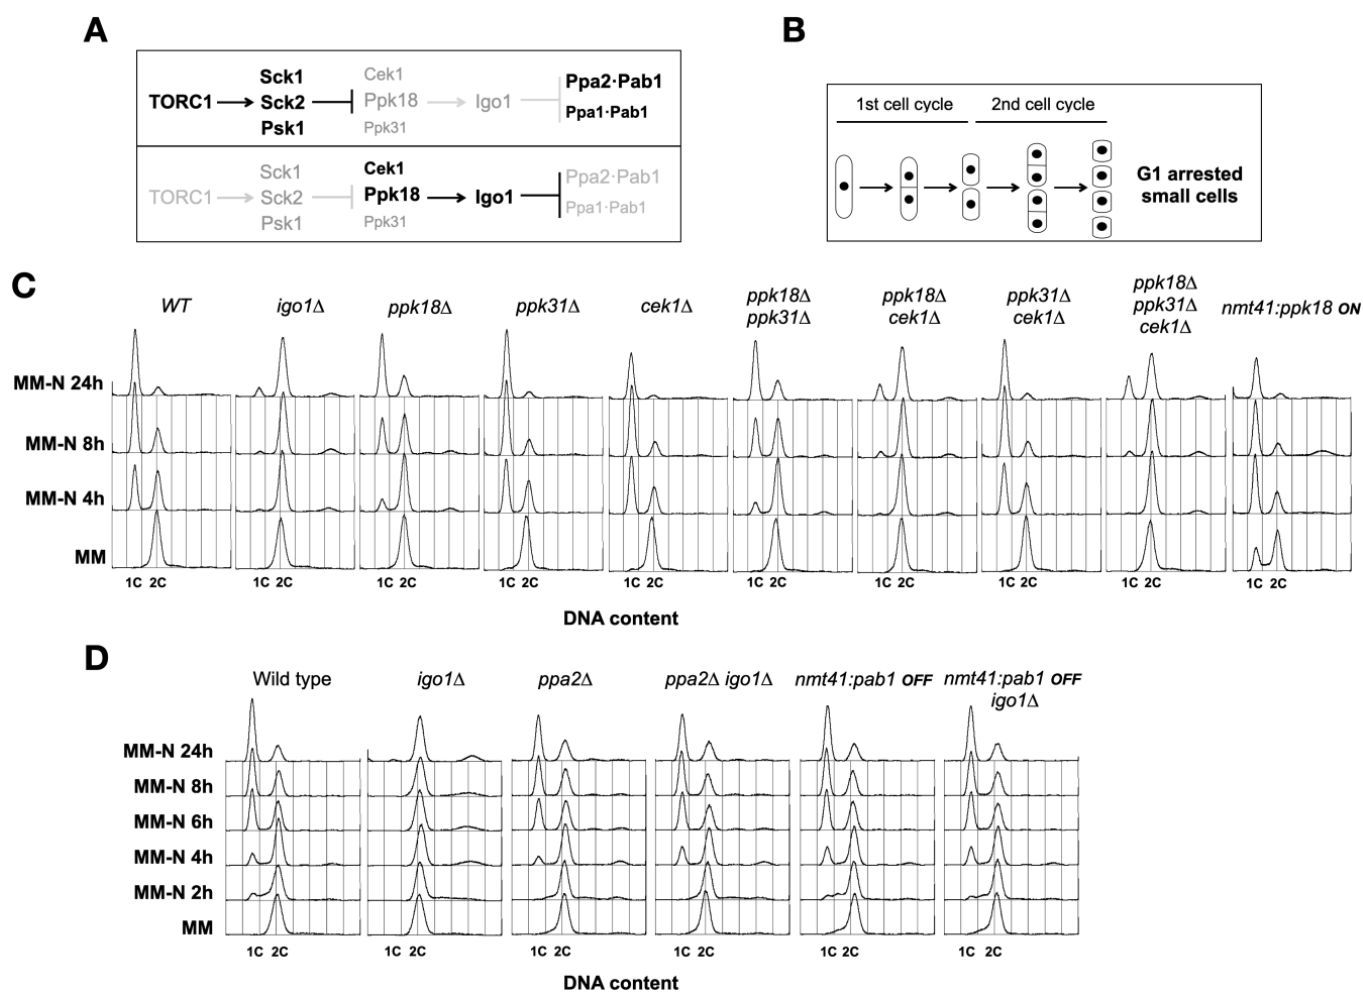 A
TORC1
Sck1
Sck2
Psk1
Cek1
Ppk18
Ppk31
Igo1
Ppa2·Pab1
Ppa1·Pab1
TORC1
Sck1
Sck2
Psk1
Cek1
Ppk18
Ppk31
Igo1
Ppa2·Pab1
Ppa1·Pab1
B
1st cell cycle
2nd cell cycle
G1 arrested
small cells
C
WT
igo1Δ
ppk18Δ
ppk31Δ
cek1Δ
ppk18Δ
ppk31Δ
ppk18Δ
cek1Δ
ppk31Δ
cek1Δ
ppk18Δ
ppk31Δ
cek1Δ
nmt41:ppk18 ON
MM-N 24h
MM-N 8h
MM-N 4h
MM
1C 2C
1C 2C
1C 2C
1C 2C
1C 2C
1C 2C
1C 2C
1C 2C
1C 2C
1C 2C
DNA content
D
Wild type
igo1Δ
ppa2Δ
ppa2Δ igo1Δ
nmt41:pab1 OFF
nmt41:pab1 OFF
igo1Δ
MM-N 24h
MM-N 8h
MM-N 6h
MM-N 4h
MM-N 2h
MM
1C 2C
1C 2C
1C 2C
1C 2C
1C 2C
1C 2C
DNA content